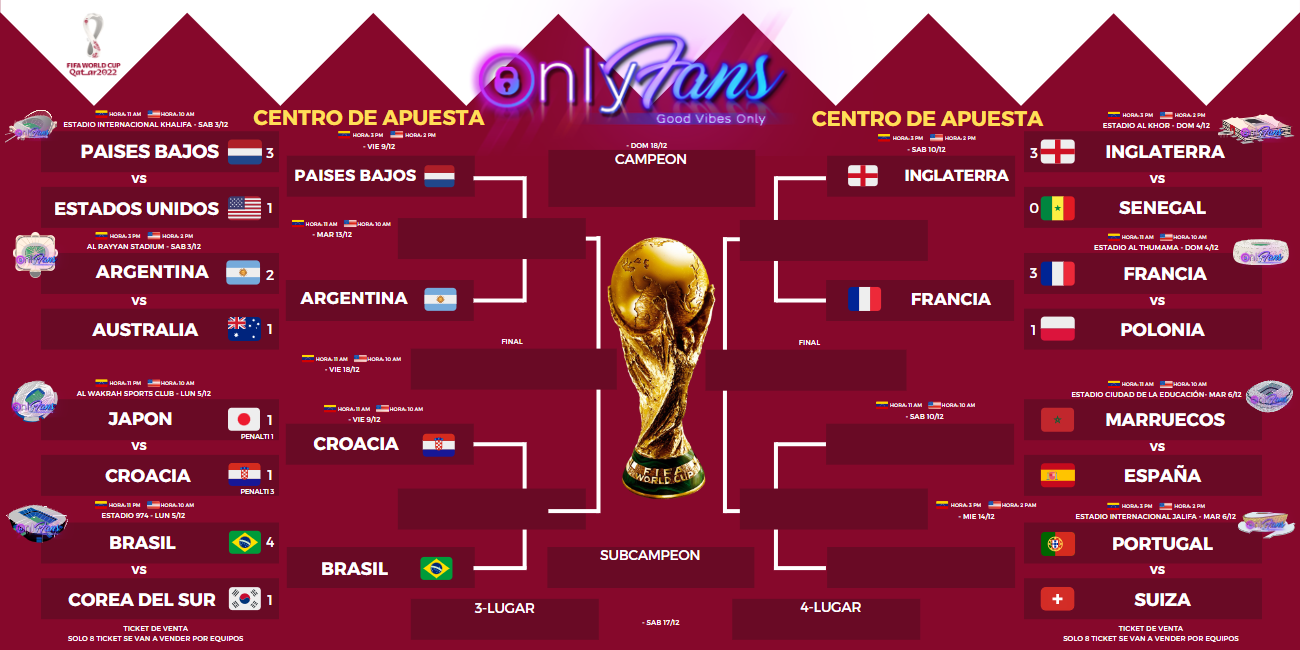 FIFA WORLD CUP
Qatar2022
OnlyFans
Good Vibes Only
CENTRO DE APUESTA
CENTRO DE APUESTA
HORA: 11 AM HORA: 10 AM
ESTADIO INTERNACIONAL KHALIFA - SAB 3/12
PAISES BAJOS 3
VS
ESTADOS UNIDOS 1
HORA: 3 PM HORA: 2 PM
AL RAYYAN STADIUM - SAB 3/12
ARGENTINA 2
VS
AUSTRALIA 1
HORA: 11 PM HORA: 10 AM
AL WAKRAH SPORTS CLUB - LUN 5/12
JAPON 1
PENALTI 1
VS
CROACIA 1
PENALTI 3
HORA: 11 PM HORA: 10 AM
ESTADIO 974 - LUN 5/12
BRASIL 4
VS
COREA DEL SUR 1
TICKET DE VENTA
SOLO 8 TICKET SE VAN A VENDER POR EQUIPOS
HORA: 3 PM HORA: 2 PM
- VIE 9/12
PAISES BAJOS
HORA: 11 AM HORA: 10 AM
- MAR 13/12
ARGENTINA
FINAL
HORA: 11 AM HORA: 10 AM
- VIE 18/12
HORA: 11 AM HORA: 10 AM
- VIE 9/12
CROACIA
BRASIL
- DOM 18/12
CAMPEON
FIFA
WORLD CUP
SUBCAMPEON
3-LUGAR
- SAB 17/12
4-LUGAR
HORA: 3 PM HORA: 2 PM
- SAB 10/12
INGLATERRA
FRANCIA
FINAL
HORA: 11 AM HORA: 10 AM
- SAB 10/12
HORA: 3 PM HORA: 2 PAM
- MIE 14/12
HORA: 3 PM HORA: 2 PM
ESTADIO AL KHOR - DOM 4/12
3 INGLATERRA
VS
0 SENEGAL
HORA: 11 AM HORA: 10 AM
ESTADIO AL THUMAMA - DOM 4/12
3 FRANCIA
VS
1 POLONIA
HORA: 11 AM HORA: 10 AM
ESTADIO CIUDAD DE LA EDUCACIÓN- MAR 6/12
MARRUECOS
VS
ESPAÑA
HORA: 3 PM HORA: 2 PM
ESTADIO INTERNACIONAL JALIFA - MAR 6/12
PORTUGAL
VS
SUIZA
TICKET DE VENTA
SOLO 8 TICKET SE VAN A VENDER POR EQUIPOS